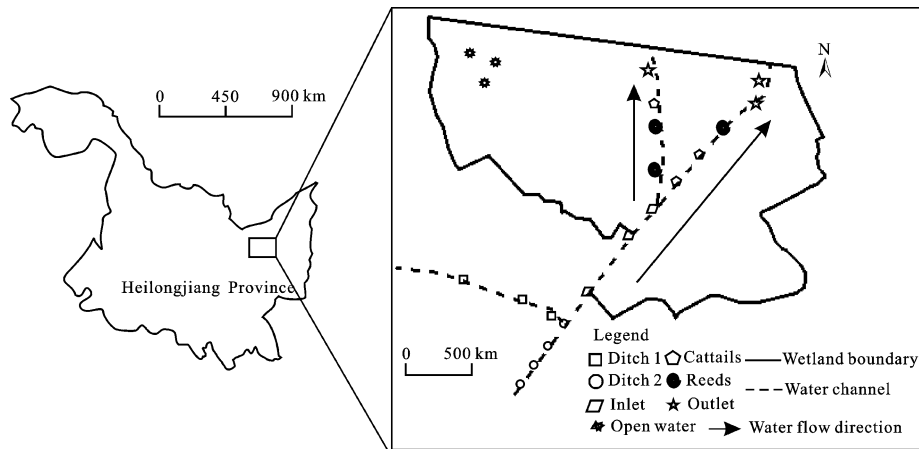 N
0 450 900 km
Heilongjiang Province
0 500 km
Legend
Ditch 1 Cattails Wetland boundary
Ditch 2 Reeds Water channel
Inlet Outlet
Open water Water flow direction